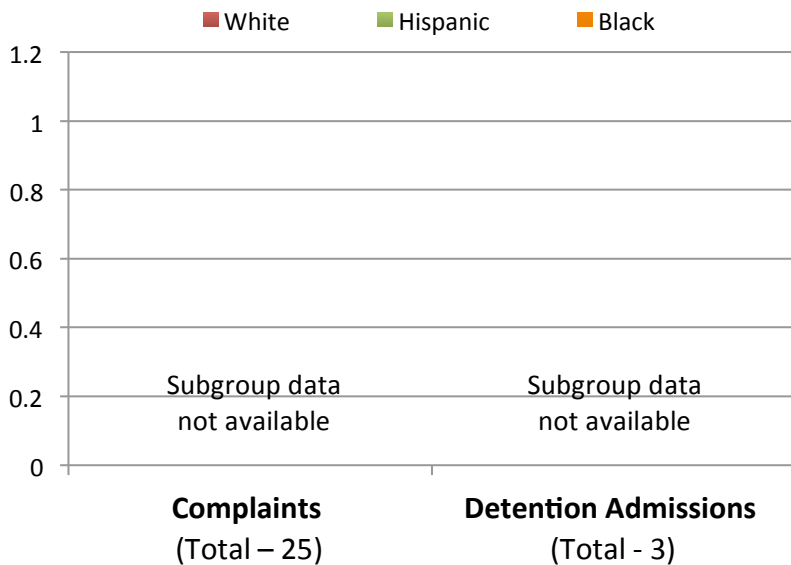 White Hispanic Black
1.2
1
0.8
0.6
0.4
0.2
0
Subgroup data
not available
Subgroup data
not available
Complaints
(Total – 25)
Detention Admissions
(Total - 3)